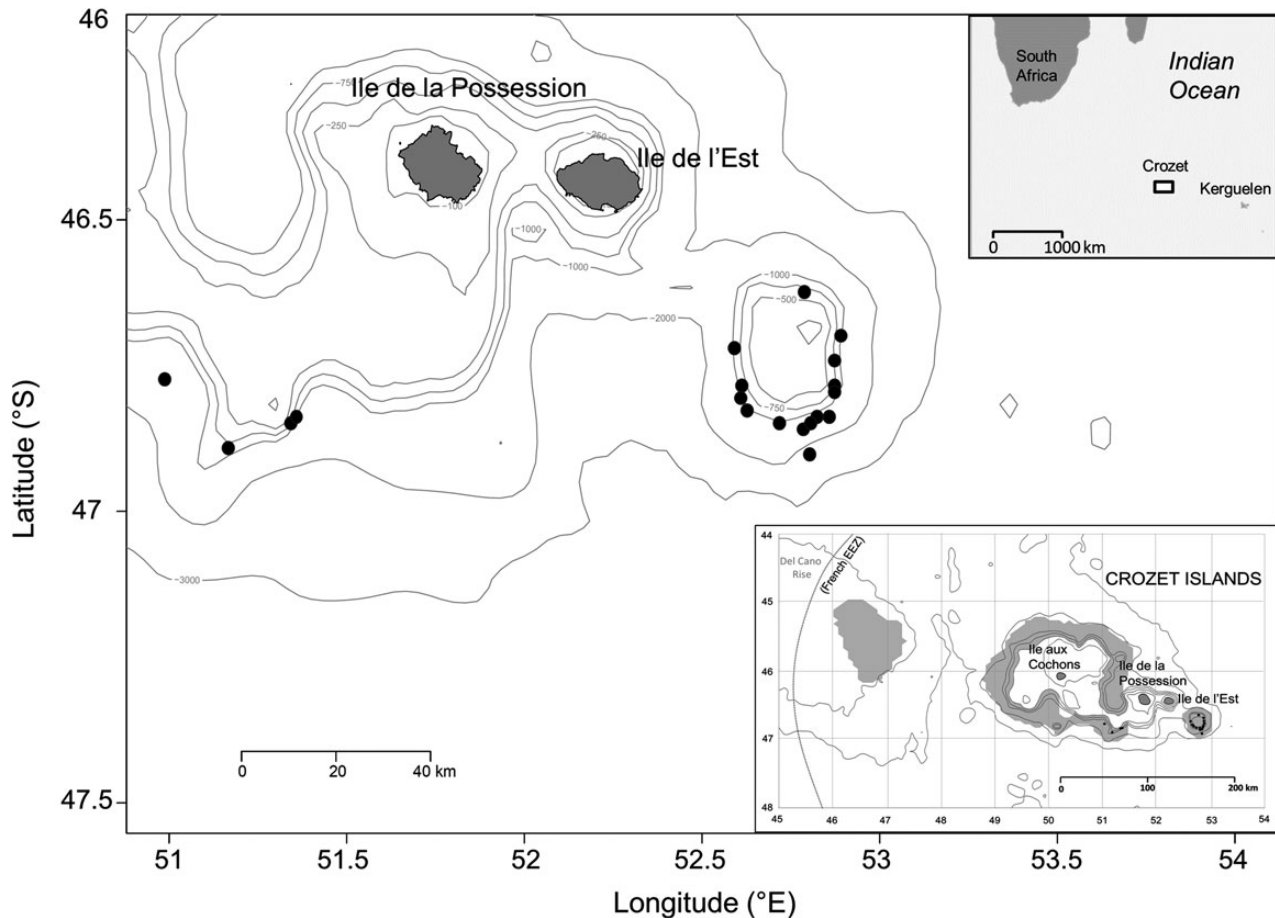 46
46.5
47
47.5
Latitude (°S)
51
51.5
52
52.5
53
53.5
54
Longitude (°E)
Ile de la Possession
Ile de l'Est
−750
−250
−250
−100
−1000
−1000
−2000
−1000
−500
−750
−3000
0 20 40 km
South
Africa
Indian
Ocean
Crozet
Kerguelen
0 1000 km
44
45
46
47
48
45 46 47 48 49 50 51 52 53 54
Del Cano
Rise
(French EEZ)
CROZET ISLANDS
Ile aux
Cochons
Ile de la
Possession
Ile de l'Est
0 100 200 km